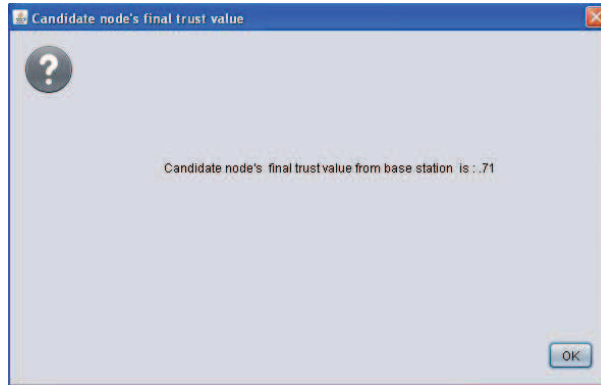 Candidate node's final trust value
?
Candidate node's final trust value from base station is : .71
OK